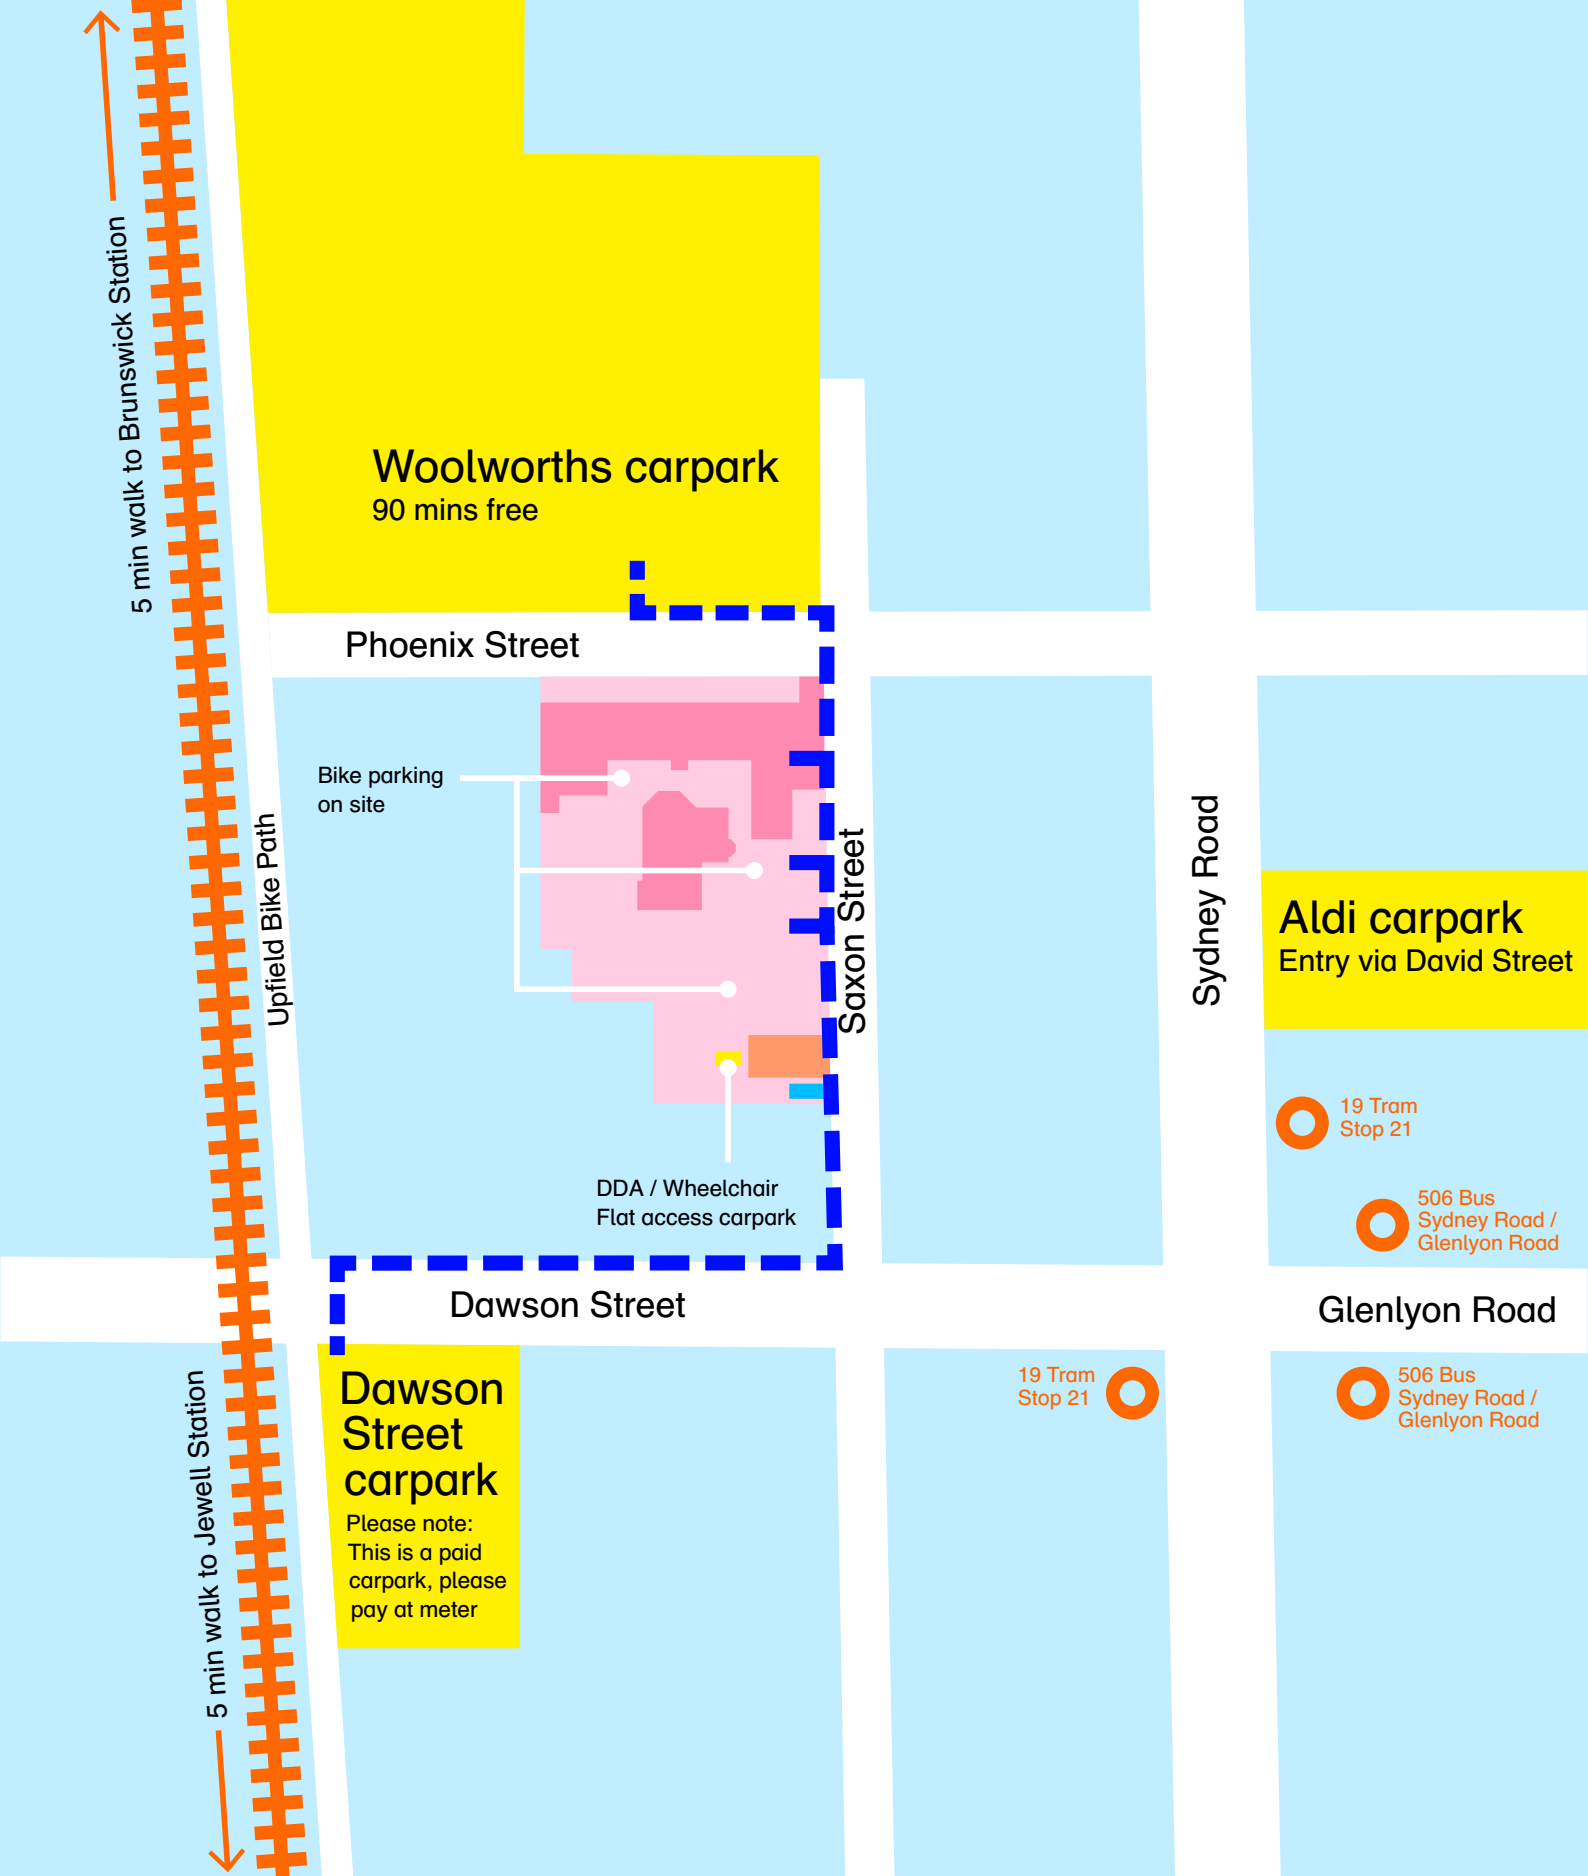 5 min walk to Brunswick Station
Woolworths carpark
90 mins free
Phoenix Street
Bike parking
on site
Upfield Bike Path
Saxon Street
Sydney Road
Aldi carpark
Entry via David Street
19 Tram
Stop 21
DDA / Wheelchair
Flat access carpark
506 Bus
Sydney Road /
Glenlyon Road
Dawson Street
Glenlyon Road
5 min walk to Jewell Station
Dawson
Street
carpark
Please note:
This is a paid
carpark, please
pay at meter
19 Tram
Stop 21
506 Bus
Sydney Road /
Glenlyon Road